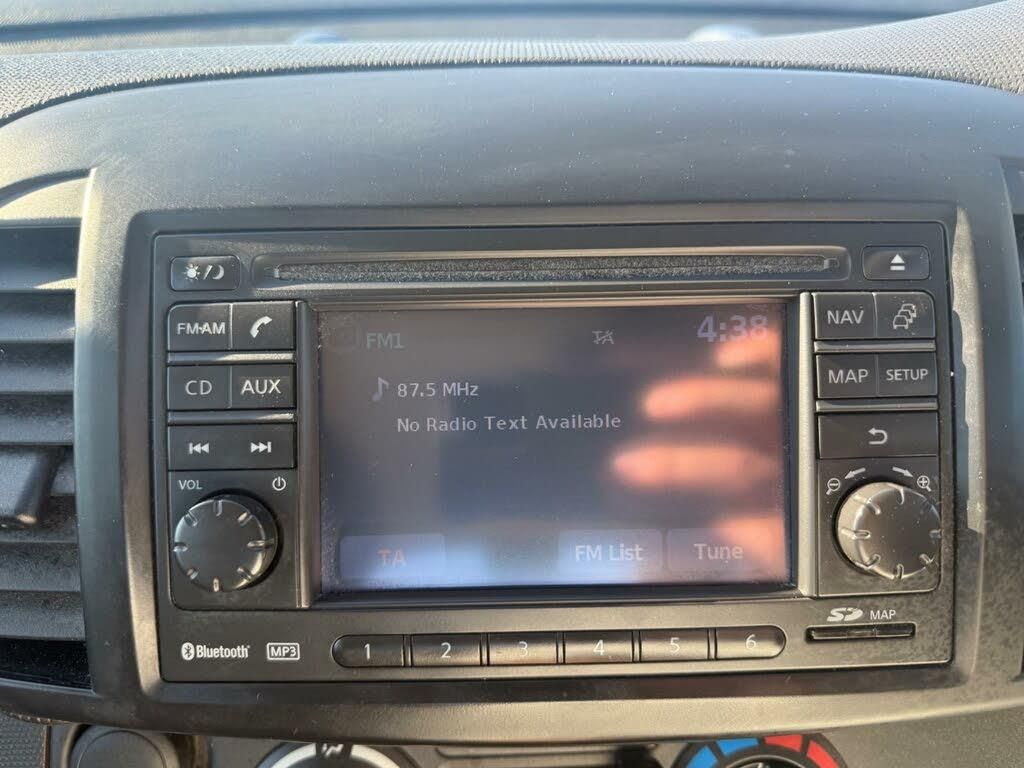 FM·AM
CD AUX
VOL
FM1 TA 4:38
87.5 MHz
No Radio Text Available
TA FM List Tune
NAV
MAP SETUP
Bluetooth® MP3 1 2 3 4 5 6
SD MAP